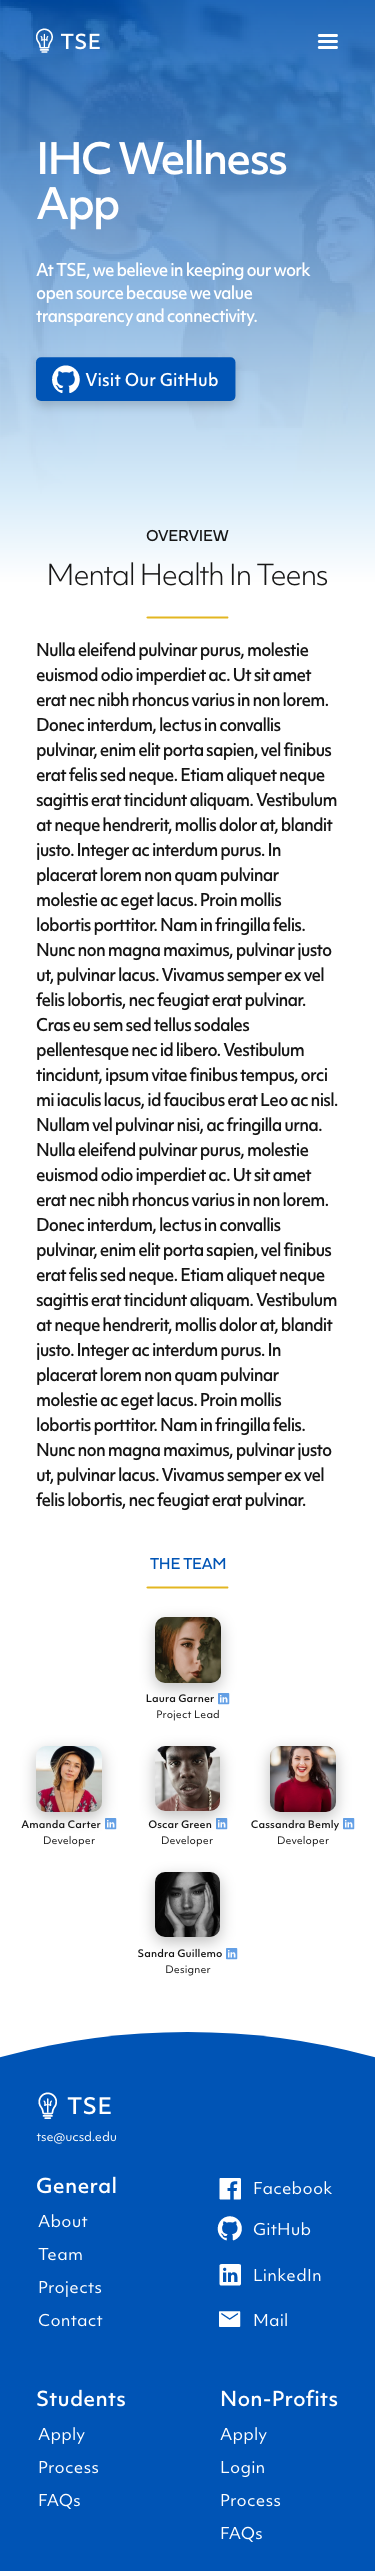 TSE
IHC Wellness
App
At TSE, we believe in keeping our work
open source because we value
transparency and connectivity.
Visit Our GitHub
OVERVIEW
Mental Health In Teens
Nulla eleifend pulvinar purus, molestie
euismod odio imperdiet ac. Ut sit amet
erat nec nibh rhoncus varius in non lorem.
Donec interdum, lectus in convallis
pulvinar, enim elit porta sapien, vel finibus
erat felis sed neque. Etiam aliquet neque
sagittis erat tincidunt aliquam. Vestibulum
at neque hendrerit, mollis dolor at, blandit
justo. Integer ac interdum purus. In
placerat lorem non quam pulvinar
molestie ac eget lacus. Proin mollis
lobortis porttitor. Nam in fringilla felis.
Nunc non magna maximus, pulvinar justo
ut, pulvinar lacus. Vivamus semper ex vel
felis lobortis, nec feugiat erat pulvinar.
Cras eu sem sed tellus sodales
pellentesque nec id libero. Vestibulum
tincidunt, ipsum vitae finibus tempus, orci
mi iaculis lacus, id faucibus erat Leo ac nisl.
Nullam vel pulvinar nisi, ac fringilla urna.
Nulla eleifend pulvinar purus, molestie
euismod odio imperdiet ac. Ut sit amet
erat nec nibh rhoncus varius in non lorem.
Donec interdum, lectus in convallis
pulvinar, enim elit porta sapien, vel finibus
erat felis sed neque. Etiam aliquet neque
sagittis erat tincidunt aliquam. Vestibulum
at neque hendrerit, mollis dolor at, blandit
justo. Integer ac interdum purus. In
placerat lorem non quam pulvinar
molestie ac eget lacus. Proin mollis
lobortis porttitor. Nam in fringilla felis.
Nunc non magna maximus, pulvinar justo
ut, pulvinar lacus. Vivamus semper ex vel
felis lobortis, nec feugiat erat pulvinar.
THE TEAM
Laura Garner
Project Lead
Amanda Carter
Developer
Oscar Green
Developer
Cassandra Bemly
Developer
Sandra Guillemo
Designer
TSE
tse@ucsd.edu
General
About
Team
Projects
Contact
Facebook
GitHub
LinkedIn
Mail
Students
Apply
Process
FAQs
Non-Profits
Apply
Login
Process
FAQs